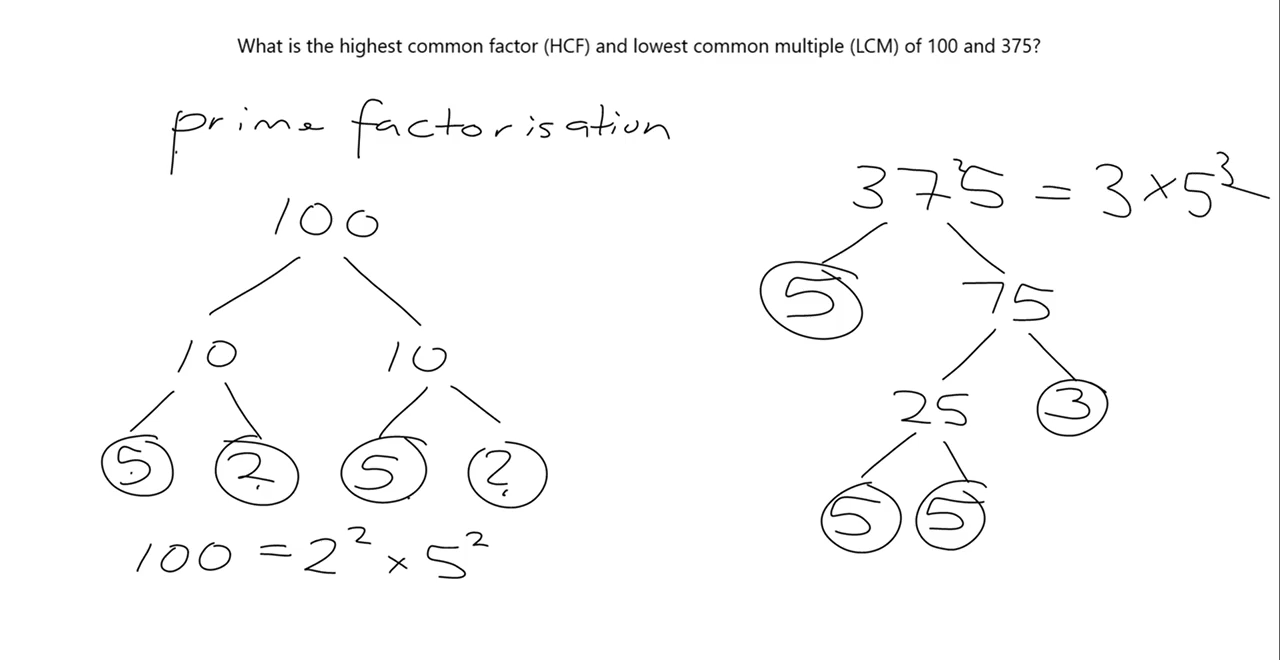 What is the highest common factor (HCF) and lowest common multiple (LCM) of 100 and 375?
prime factorisation
100
10 10
5 2 5 2
100 = 2² × 5²
37²5 = 3 × 5³
5 75
25 3
5 5